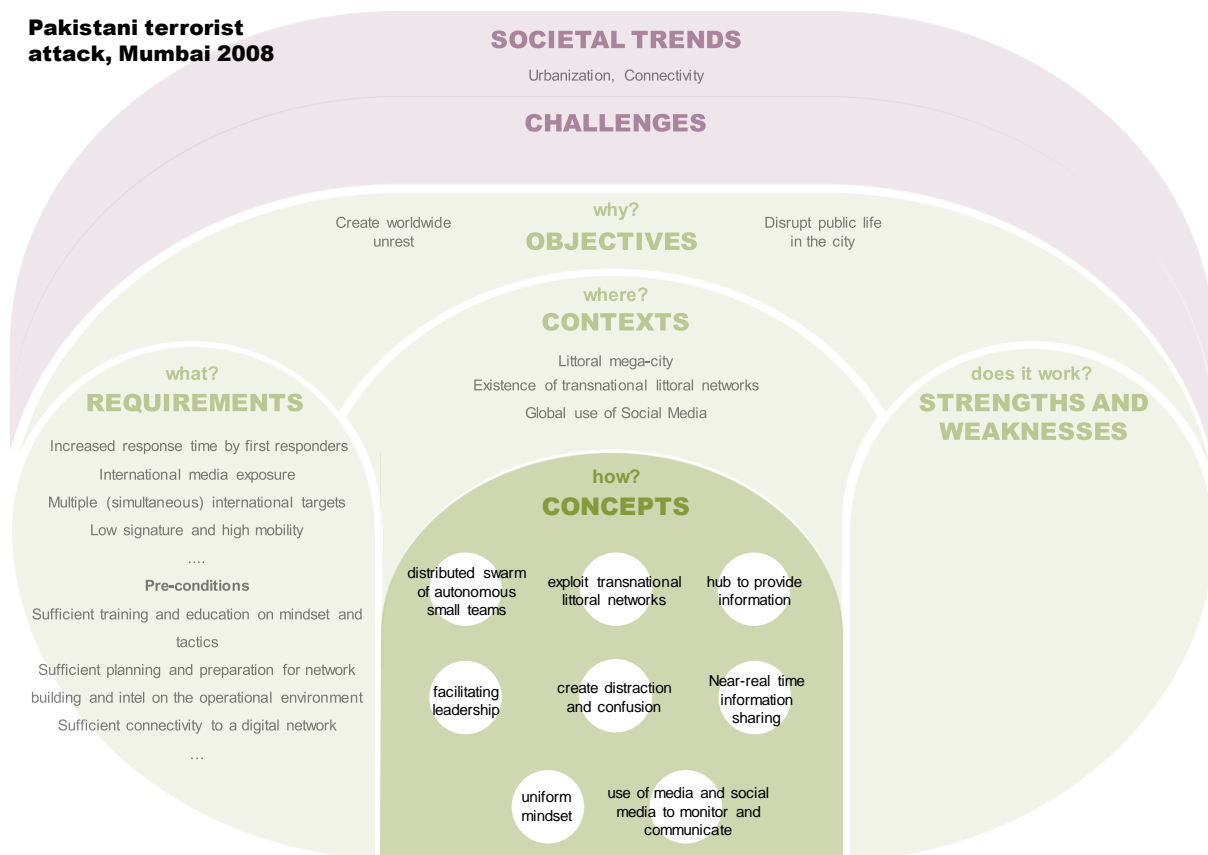 Pakistani terrorist
attack, Mumbai 2008
SOCIETAL TRENDS
Urbanization, Connectivity
CHALLENGES
why?
OBJECTIVES
Create worldwide
unrest
Disrupt public life
in the city
where?
CONTEXTS
Littoral mega-city
Existence of transnational littoral networks
Global use of Social Media
what?
REQUIREMENTS
Increased response time by first responders
International media exposure
Multiple (simultaneous) international targets
Low signature and high mobility
....
Pre-conditions
Sufficient training and education on mindset and
tactics
Sufficient planning and preparation for network
building and intel on the operational environment
Sufficient connectivity to a digital network
...
how?
CONCEPTS
distributed swarm
of autonomous
small teams
exploit transnational
littoral networks
hub to provide
information
facilitating
leadership
create distraction
and confusion
Near-real time
information
sharing
uniform
mindset
use of media and social
media to monitor and
communicate
does it work?
STRENGTHS AND
WEAKNESSES